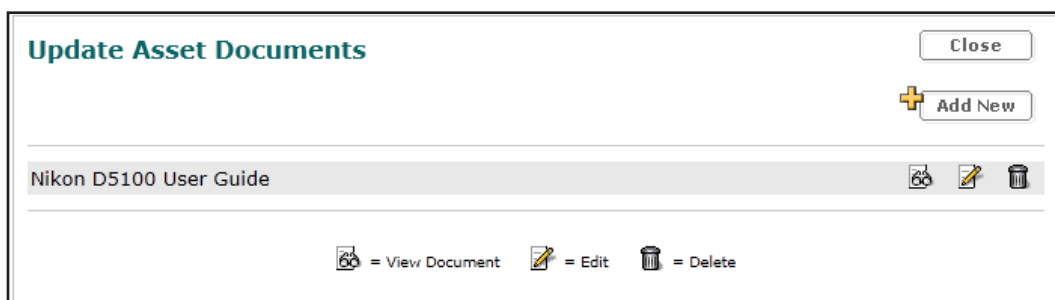 Update Asset Documents
Close
Add New
Nikon D5100 User Guide
= View Document = Edit = Delete